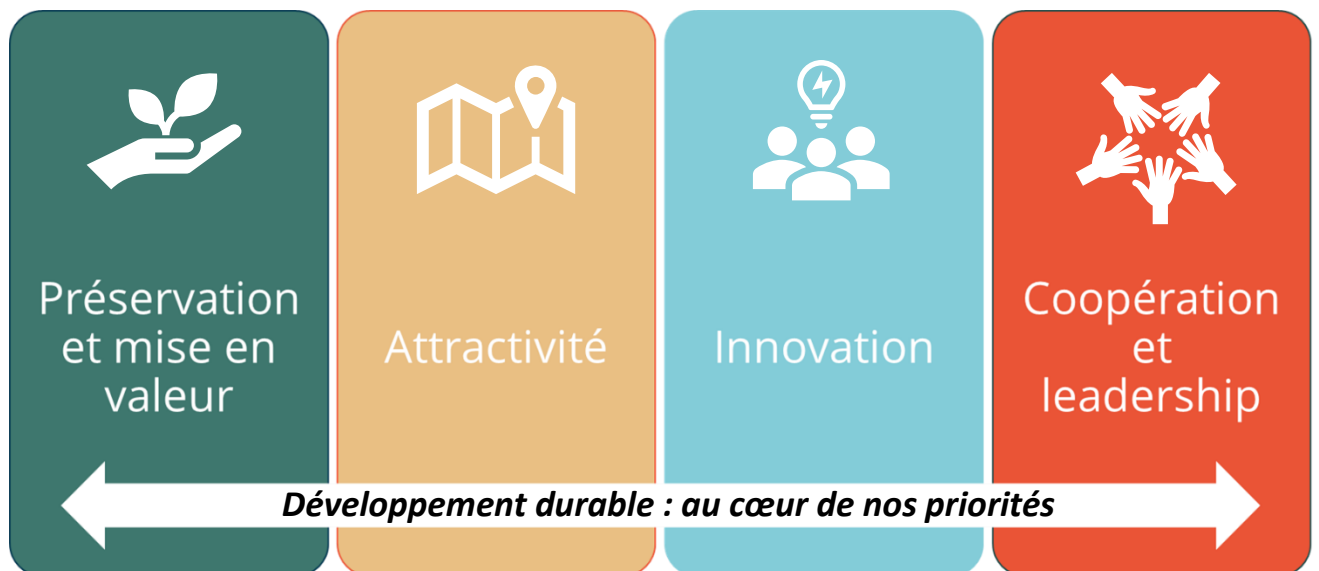 Préservation
et mise en
valeur
Attractivité
Innovation
Coopération
et
leadership
Développement durable : au cœur de nos priorités